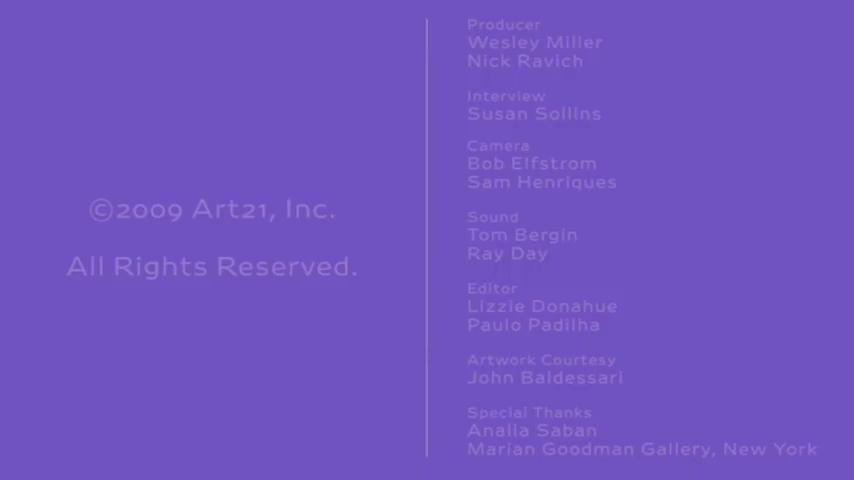 ©2009 Art21, Inc.
All Rights Reserved.
Producer
Wesley Miller
Nick Ravich
Interview
Susan Sollins
Camera
Bob Elfstrom
Sam Henriques
Sound
Tom Bergin
Ray Day
Editor
Lizzie Donahue
Paulo Padilha
Artwork Courtesy
John Baldessari
Special Thanks
Analia Saban
Marian Goodman Gallery, New York